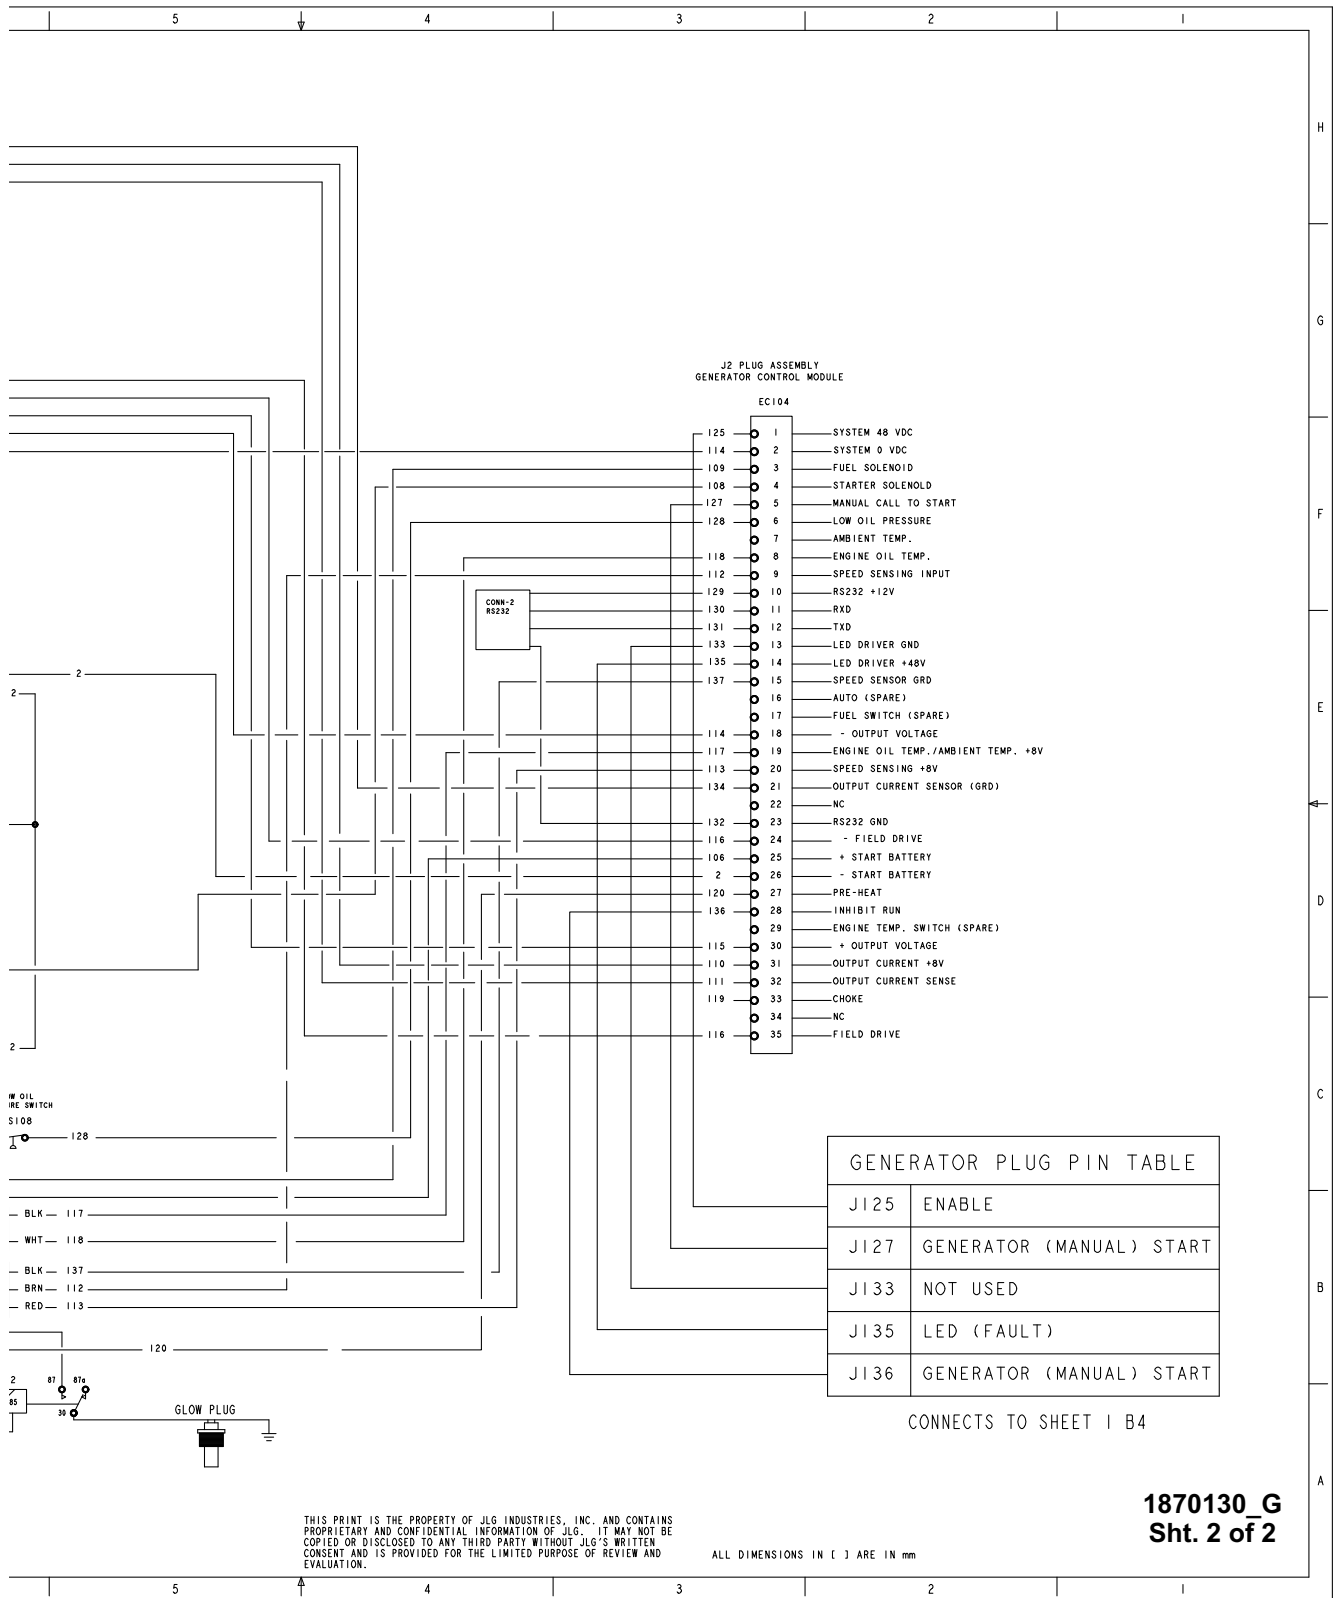 5 4 3 2 1
H
G
J2 PLUG ASSEMBLY
GENERATOR CONTROL MODULE
EC104
125 1 SYSTEM 48 VDC
114 2 SYSTEM 0 VDC
109 3 FUEL SOLENOID
108 4 STARTER SOLENOLD
127 5 MANUAL CALL TO START
F
128 6 LOW OIL PRESSURE
7 AMBIENT TEMP.
118 8 ENGINE OIL TEMP.
112 9 SPEED SENSING INPUT
129 10 RS232 +12V
CONN-2
RS232
130 11 RXD
131 12 TXD
133 13 LED DRIVER GND
135 14 LED DRIVER +48V
2
137 15 SPEED SENSOR GRD
2
16 AUTO (SPARE)
E
17 FUEL SWITCH (SPARE)
114 18 - OUTPUT VOLTAGE
117 19 ENGINE OIL TEMP./AMBIENT TEMP. +8V
113 20 SPEED SENSING +8V
134 21 OUTPUT CURRENT SENSOR (GRD)
22 NC
132 23 RS232 GND
116 24 - FIELD DRIVE
106 25 + START BATTERY
2 26 - START BATTERY
120 27 PRE-HEAT
D
136 28 INHIBIT RUN
29 ENGINE TEMP. SWITCH (SPARE)
115 30 + OUTPUT VOLTAGE
110 31 OUTPUT CURRENT +8V
111 32 OUTPUT CURRENT SENSE
119 33 CHOKE
34 NC
116 35 FIELD DRIVE
2
C
W OIL
RE SWITCH
S108
128
GENERATOR PLUG PIN TABLE
J125 ENABLE
BLK 117
WHT 118
J127 GENERATOR (MANUAL) START
BLK 137
BRN 112
J133 NOT USED
B
RED 113
J135 LED (FAULT)
120
J136 GENERATOR (MANUAL) START
2 87 87a
85
30
GLOW PLUG
CONNECTS TO SHEET 1 B4
A
1870130_G
Sht. 2 of 2
THIS PRINT IS THE PROPERTY OF JLG INDUSTRIES, INC. AND CONTAINS
PROPRIETARY AND CONFIDENTIAL INFORMATION OF JLG. IT MAY NOT BE
COPIED OR DISCLOSED TO ANY THIRD PARTY WITHOUT JLG'S WRITTEN
CONSENT AND IS PROVIDED FOR THE LIMITED PURPOSE OF REVIEW AND
EVALUATION.
ALL DIMENSIONS IN [ ] ARE IN mm
5 4 3 2 1